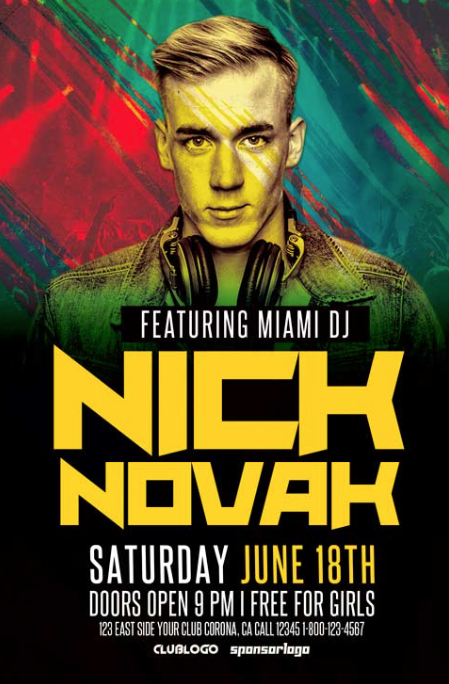 FEATURING MIAMI DJ
NICK
NOVAK
SATURDAY JUNE 18TH
DOORS OPEN 9 PM I FREE FOR GIRLS
123 EAST SIDE YOUR CLUB CORONA, CA CALL 12345 1-800-123-4567
CLUBLOGO sponsorlogo